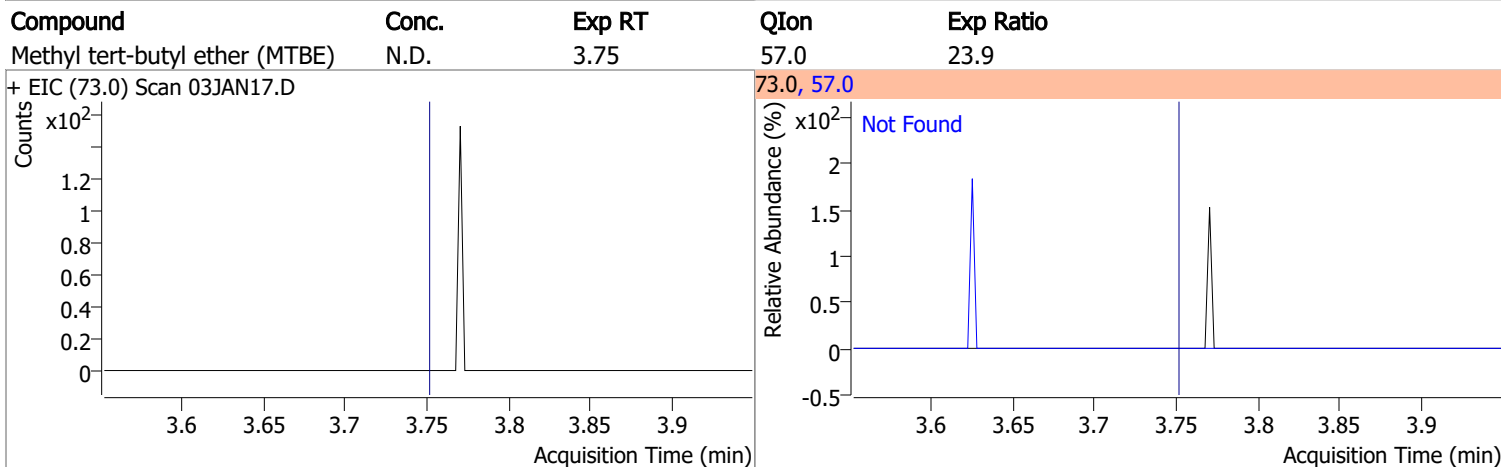 Compound Conc. Exp RT QIon Exp Ratio
Methyl tert-butyl ether (MTBE) N.D. 3.75 57.0 23.9
+ EIC (73.0) Scan 03JAN17.D
Counts
x10²
1.2
1
0.8
0.6
0.4
0.2
0
3.6 3.65 3.7 3.75 3.8 3.85 3.9
Acquisition Time (min)
73.0, 57.0
Relative Abundance (%)
x10²
Not Found
2
1.5
1
0.5
0
-0.5
3.6 3.65 3.7 3.75 3.8 3.85 3.9
Acquisition Time (min)